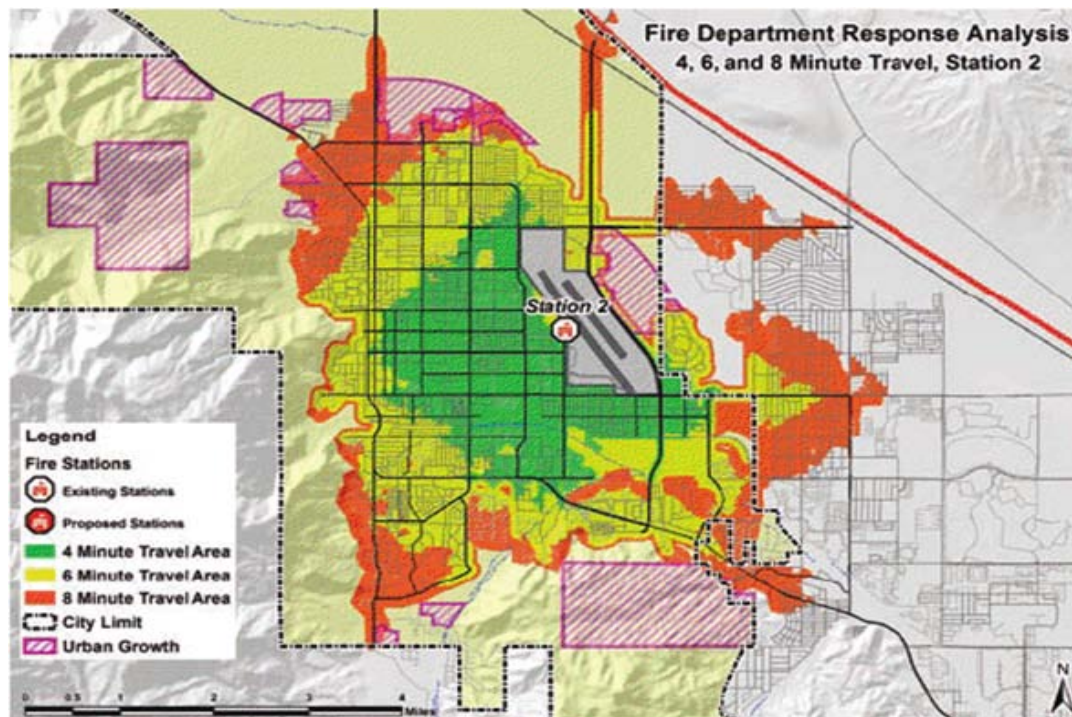 Fire Department Response Analysis
4, 6, and 8 Minute Travel, Station 2
Station 2
Legend
Fire Stations
Existing Stations
Proposed Stations
4 Minute Travel Area
6 Minute Travel Area
8 Minute Travel Area
City Limit
Urban Growth
0 0.5 1 2 3 4
Miles
N